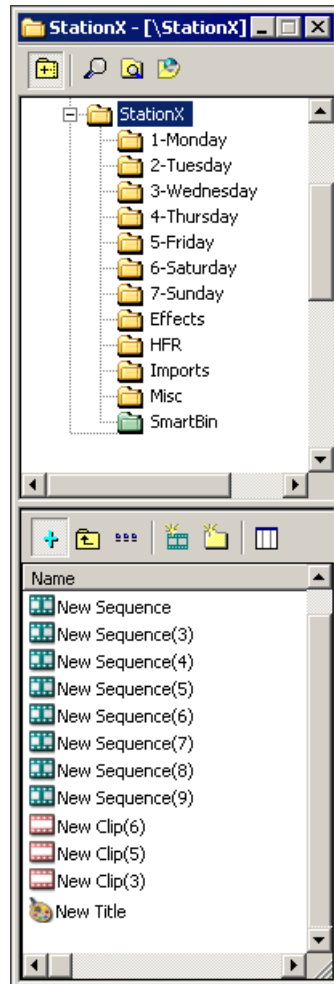 StationX - [\StationX]
StationX
1-Monday
2-Tuesday
3-Wednesday
4-Thursday
5-Friday
6-Saturday
7-Sunday
Effects
HFR
Imports
Misc
SmartBin
Name
New Sequence
New Sequence(3)
New Sequence(4)
New Sequence(5)
New Sequence(6)
New Sequence(7)
New Sequence(8)
New Sequence(9)
New Clip(6)
New Clip(5)
New Clip(3)
New Title